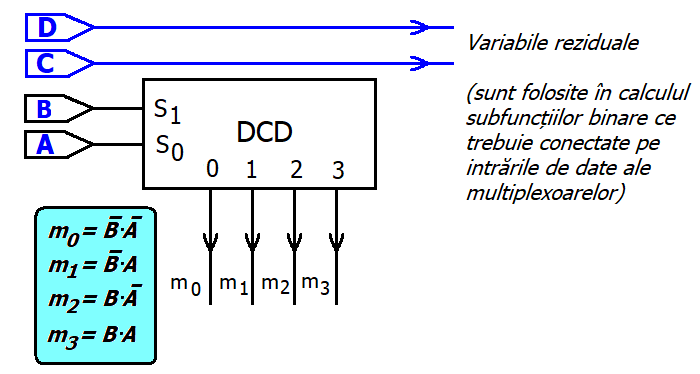 D
C
B
A
S1
S0
DCD
0 1 2 3
m0 m1 m2 m3
m0 = B̅·A̅
m1 = B̅·A
m2 = B·A̅
m3 = B·A
Variabile reziduale
(sunt folosite în calculul
subfuncțiilor binare ce
trebuie conectate pe
intrările de date ale
multiplexoarelor)